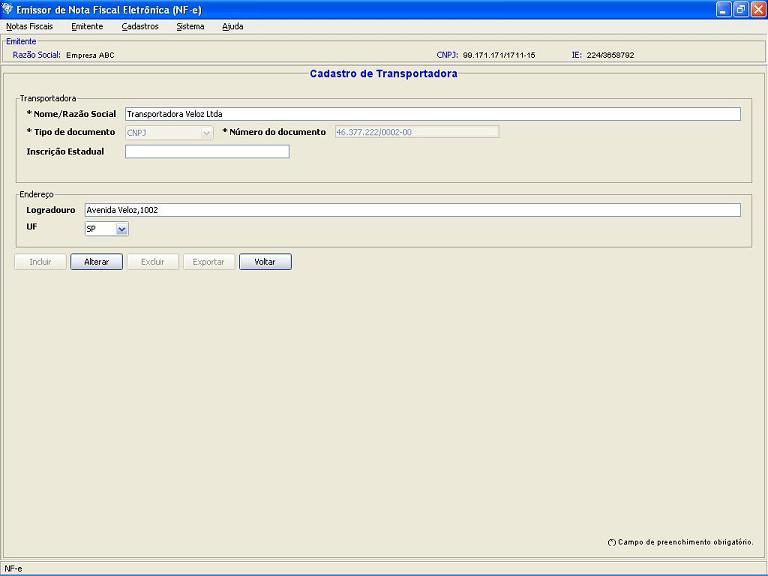 Emissor de Nota Fiscal Eletrônica (NF-e)
Notas Fiscais Emitente Cadastros Sistema Ajuda
Emitente
Razão Social: Empresa ABC CNPJ: 99.171.171/1711-15 IE: 224/3658792
Cadastro de Transportadora
Transportadora
* Nome/Razão Social Transportadora Veloz Ltda
* Tipo de documento CNPJ * Número do documento 46.377.222/0002-00
Inscrição Estadual
Endereço
Logradouro Avenida Veloz,1002
UF SP
Incluir Alterar Excluir Exportar Voltar
(*) Campo de preenchimento obrigatório.
NF-e